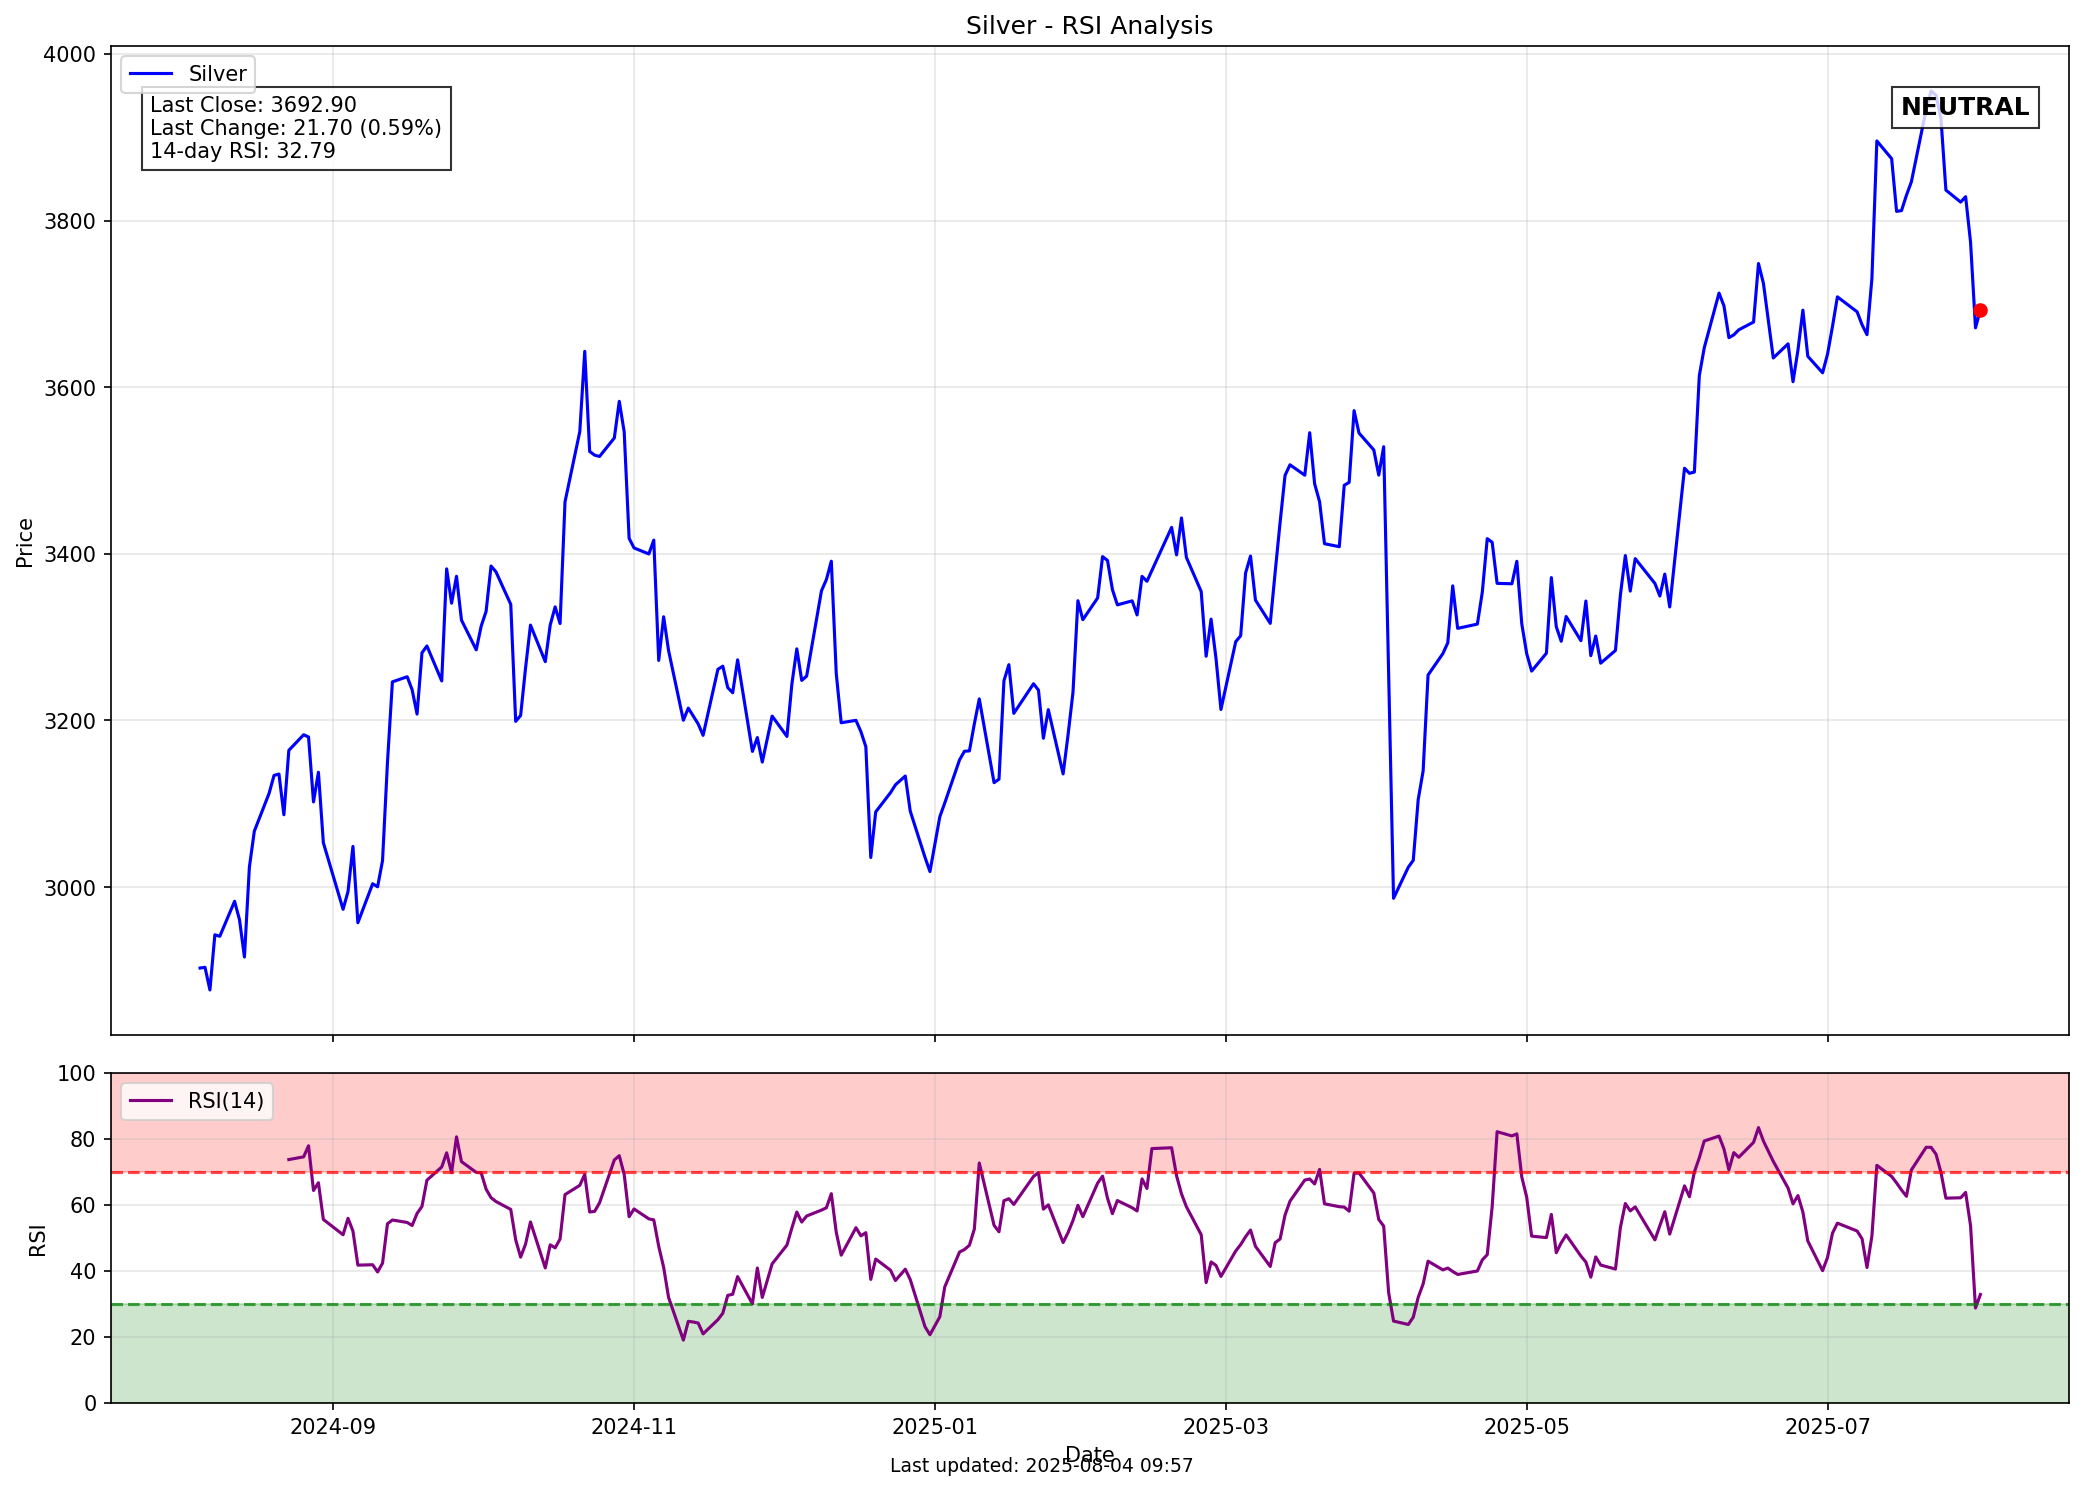 Silver - RSI Analysis
4000
3800
3600
3400
3200
3000
Price
Silver
Last Close: 3692.90
Last Change: 21.70 (0.59%)
14-day RSI: 32.79
NEUTRAL
100
80
60
40
20
0
RSI
RSI(14)
2024-09
2024-11
2025-01
2025-03
2025-05
2025-07
Date
Last updated: 2025-08-04 09:57